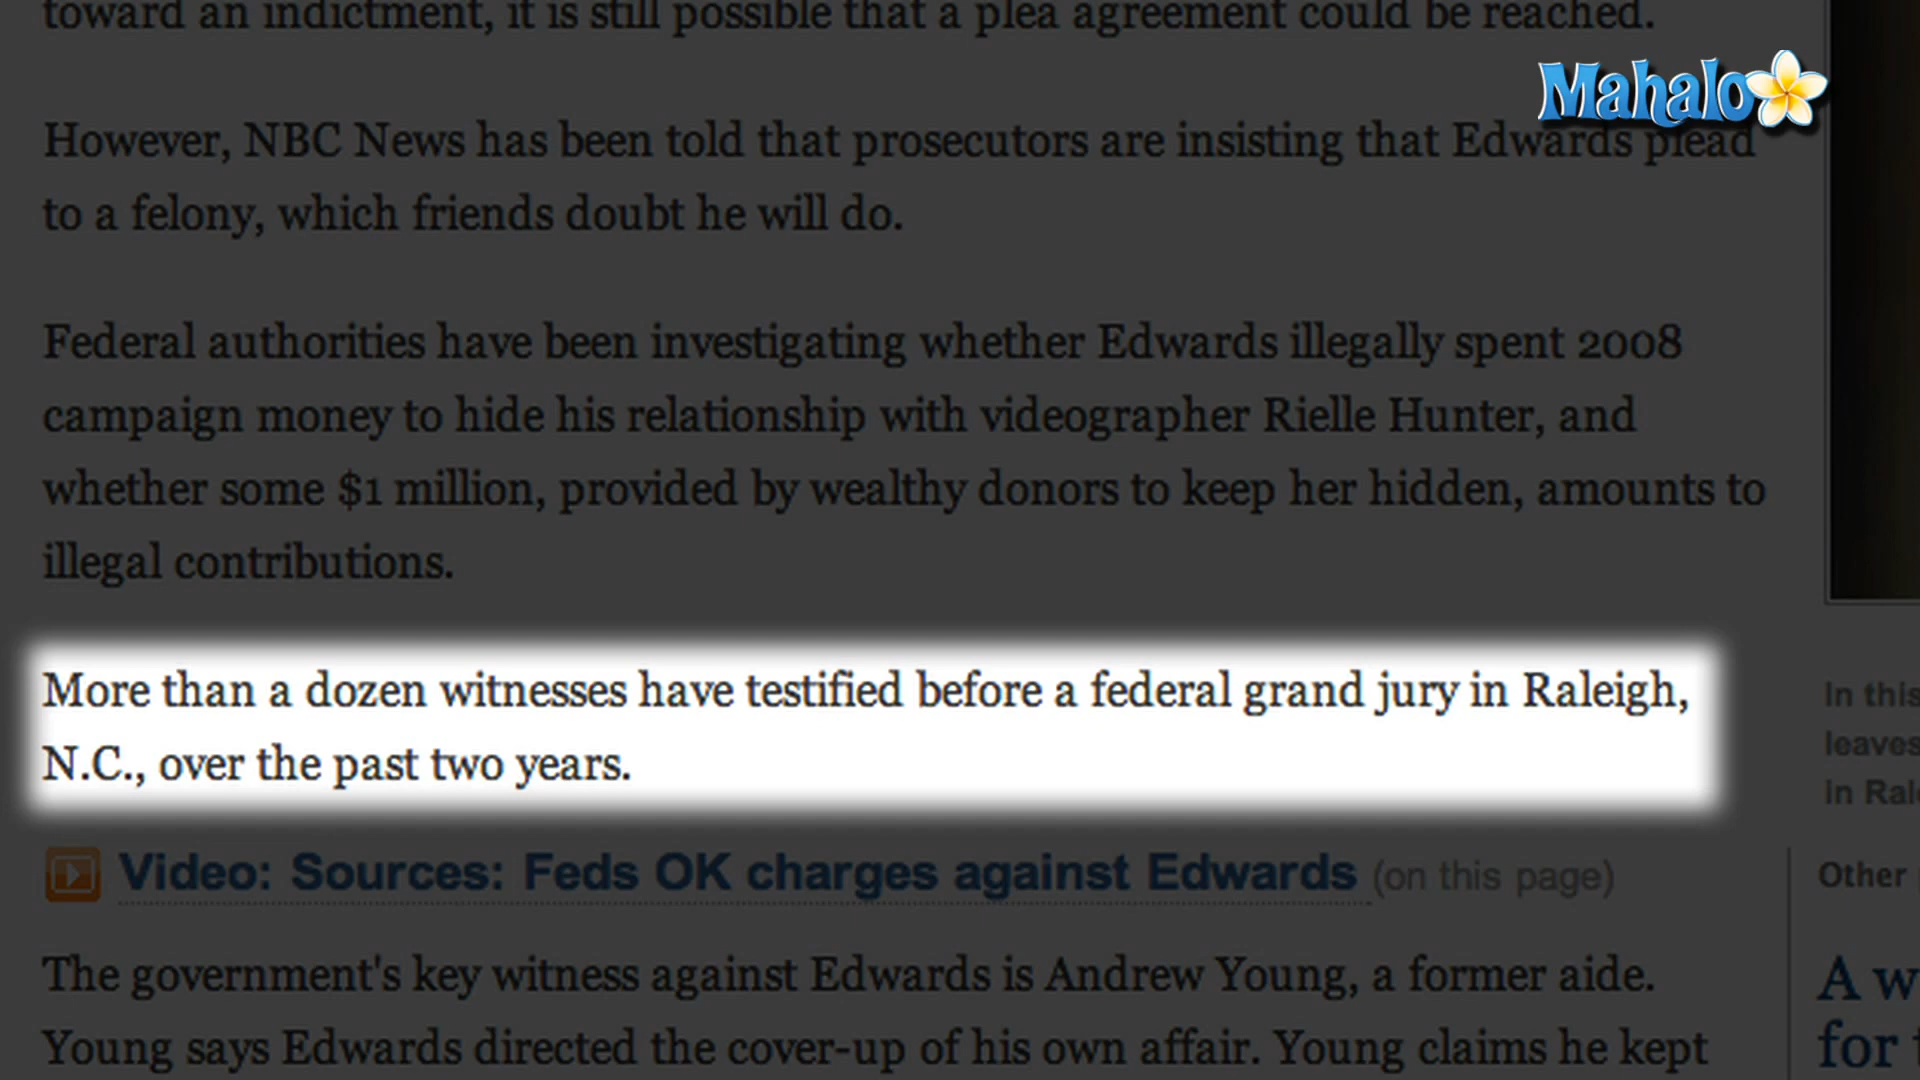 toward an indictment, it is still possible that a plea agreement could be reached.
Mahalo
However, NBC News has been told that prosecutors are insisting that Edwards plead
to a felony, which friends doubt he will do.
Federal authorities have been investigating whether Edwards illegally spent 2008
campaign money to hide his relationship with videographer Rielle Hunter, and
whether some $1 million, provided by wealthy donors to keep her hidden, amounts to
illegal contributions.
More than a dozen witnesses have testified before a federal grand jury in Raleigh,
N.C., over the past two years.
Video: Sources: Feds OK charges against Edwards (on this page)
The government's key witness against Edwards is Andrew Young, a former aide.
Young says Edwards directed the cover-up of his own affair. Young claims he kept
In this
leaves
in
Other
A
for